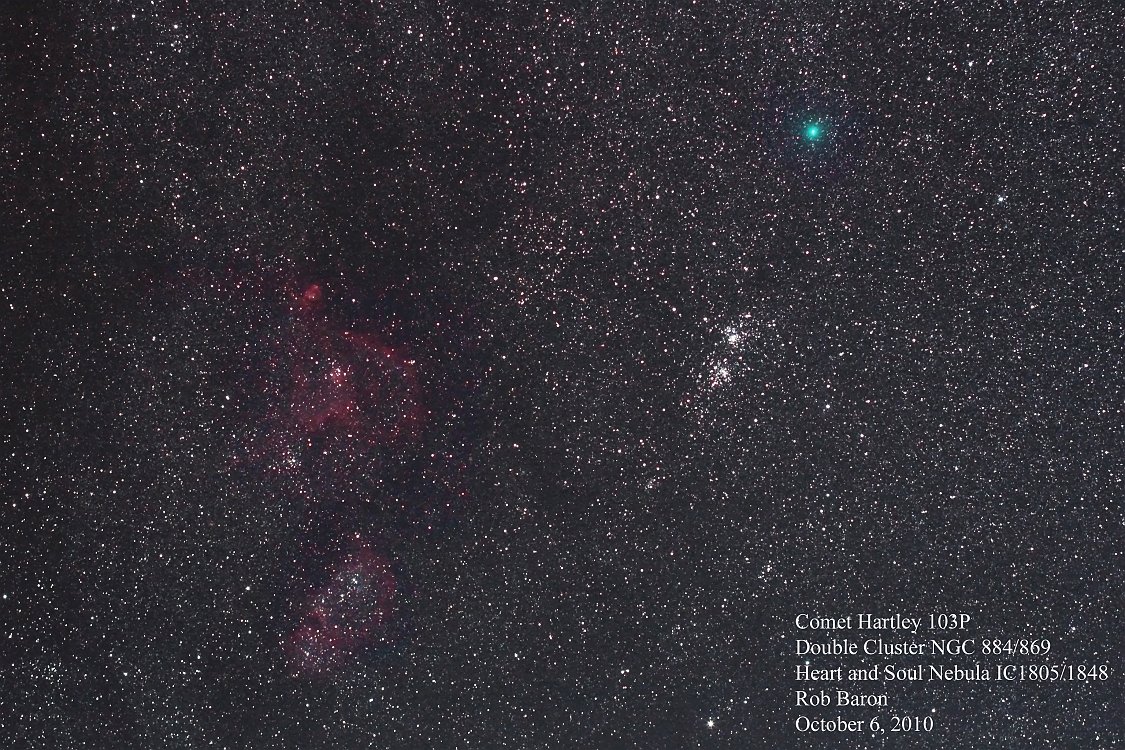 Comet Hartley 103P
Double Cluster NGC 884/869
Heart and Soul Nebula IC1805/1848
Rob Baron
October 6, 2010